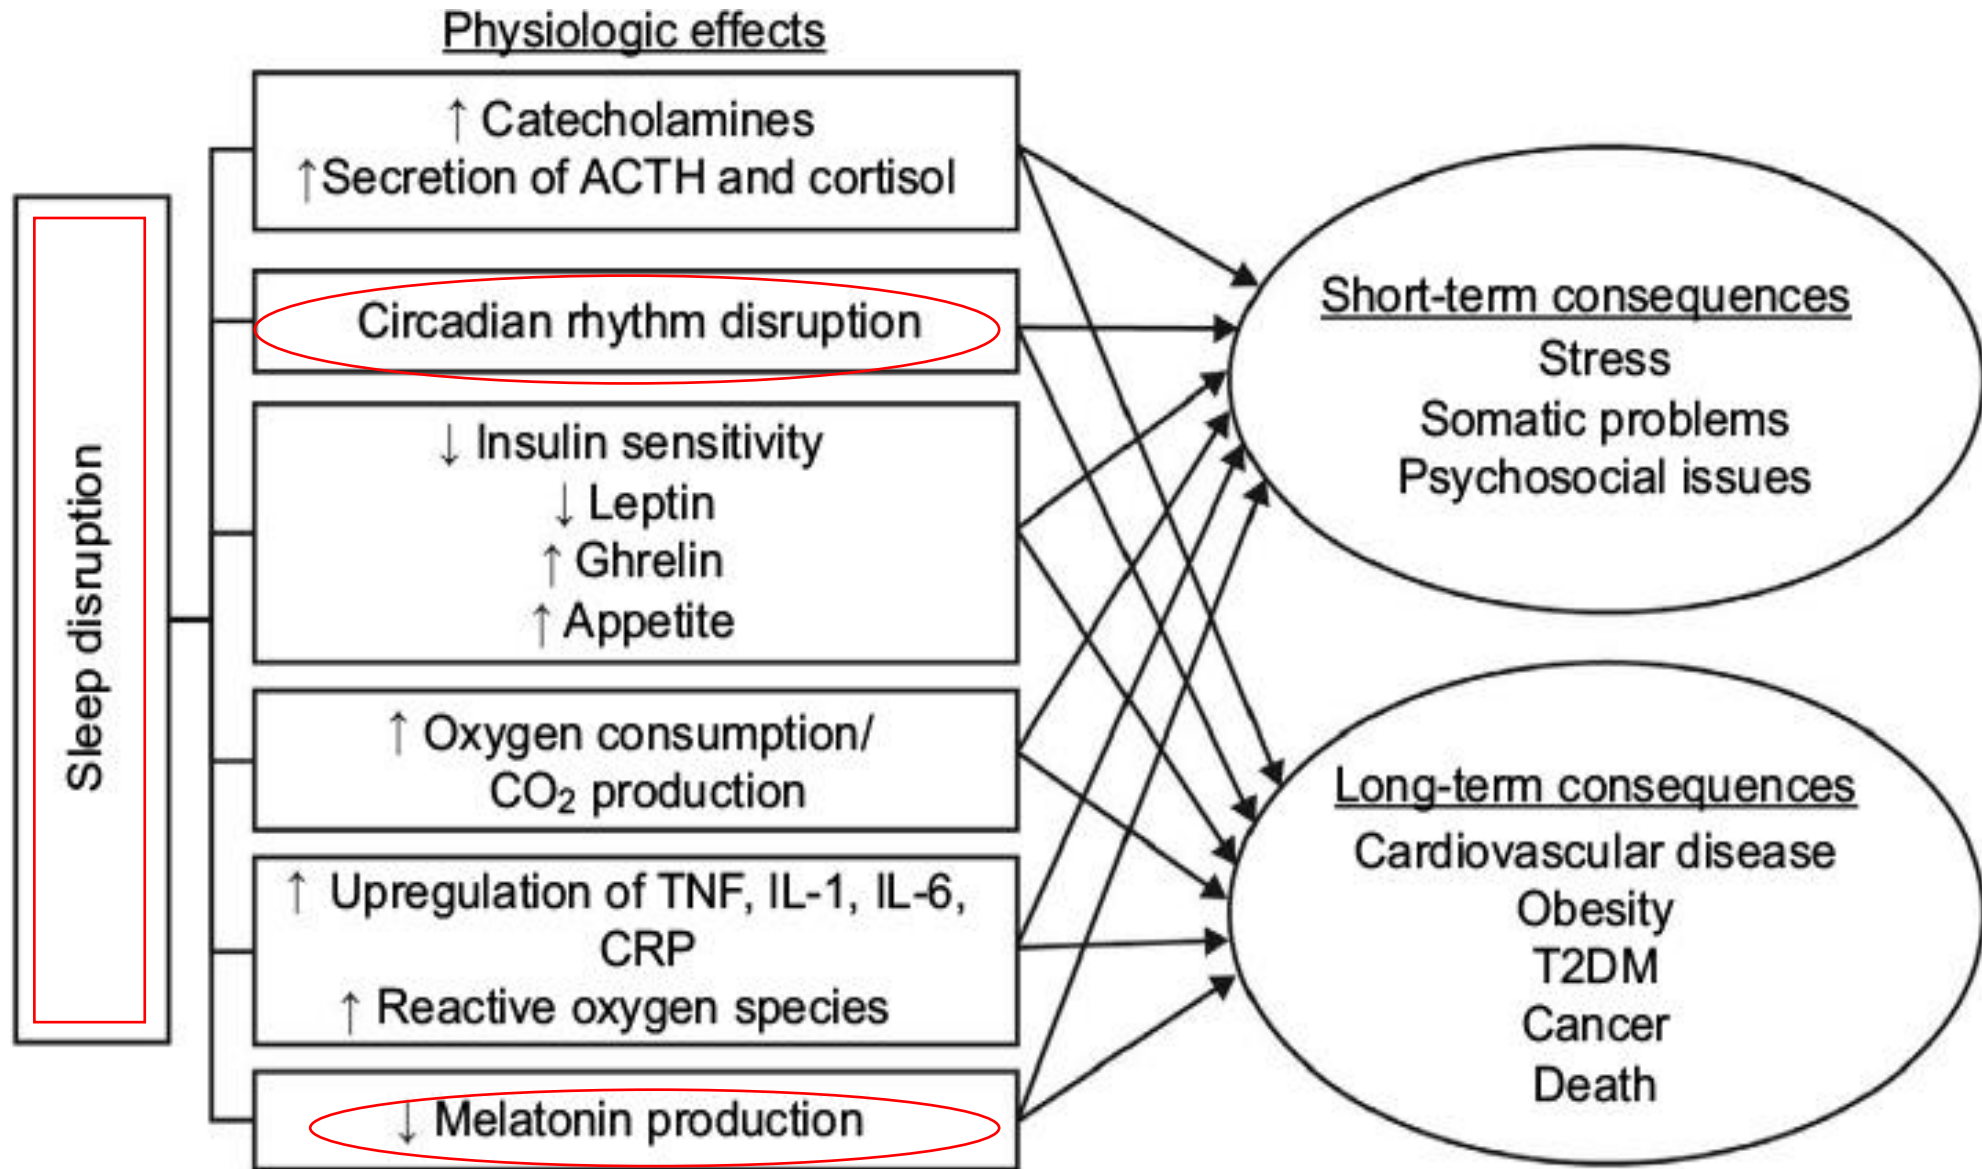 Physiologic effects
Sleep disruption
↑ Catecholamines
↑Secretion of ACTH and cortisol
Circadian rhythm disruption
↓ Insulin sensitivity
↓ Leptin
↑ Ghrelin
↑ Appetite
↑ Oxygen consumption/
CO₂ production
↑ Upregulation of TNF, IL-1, IL-6,
CRP
↑ Reactive oxygen species
↓ Melatonin production
Short-term consequences
Stress
Somatic problems
Psychosocial issues
Long-term consequences
Cardiovascular disease
Obesity
T2DM
Cancer
Death